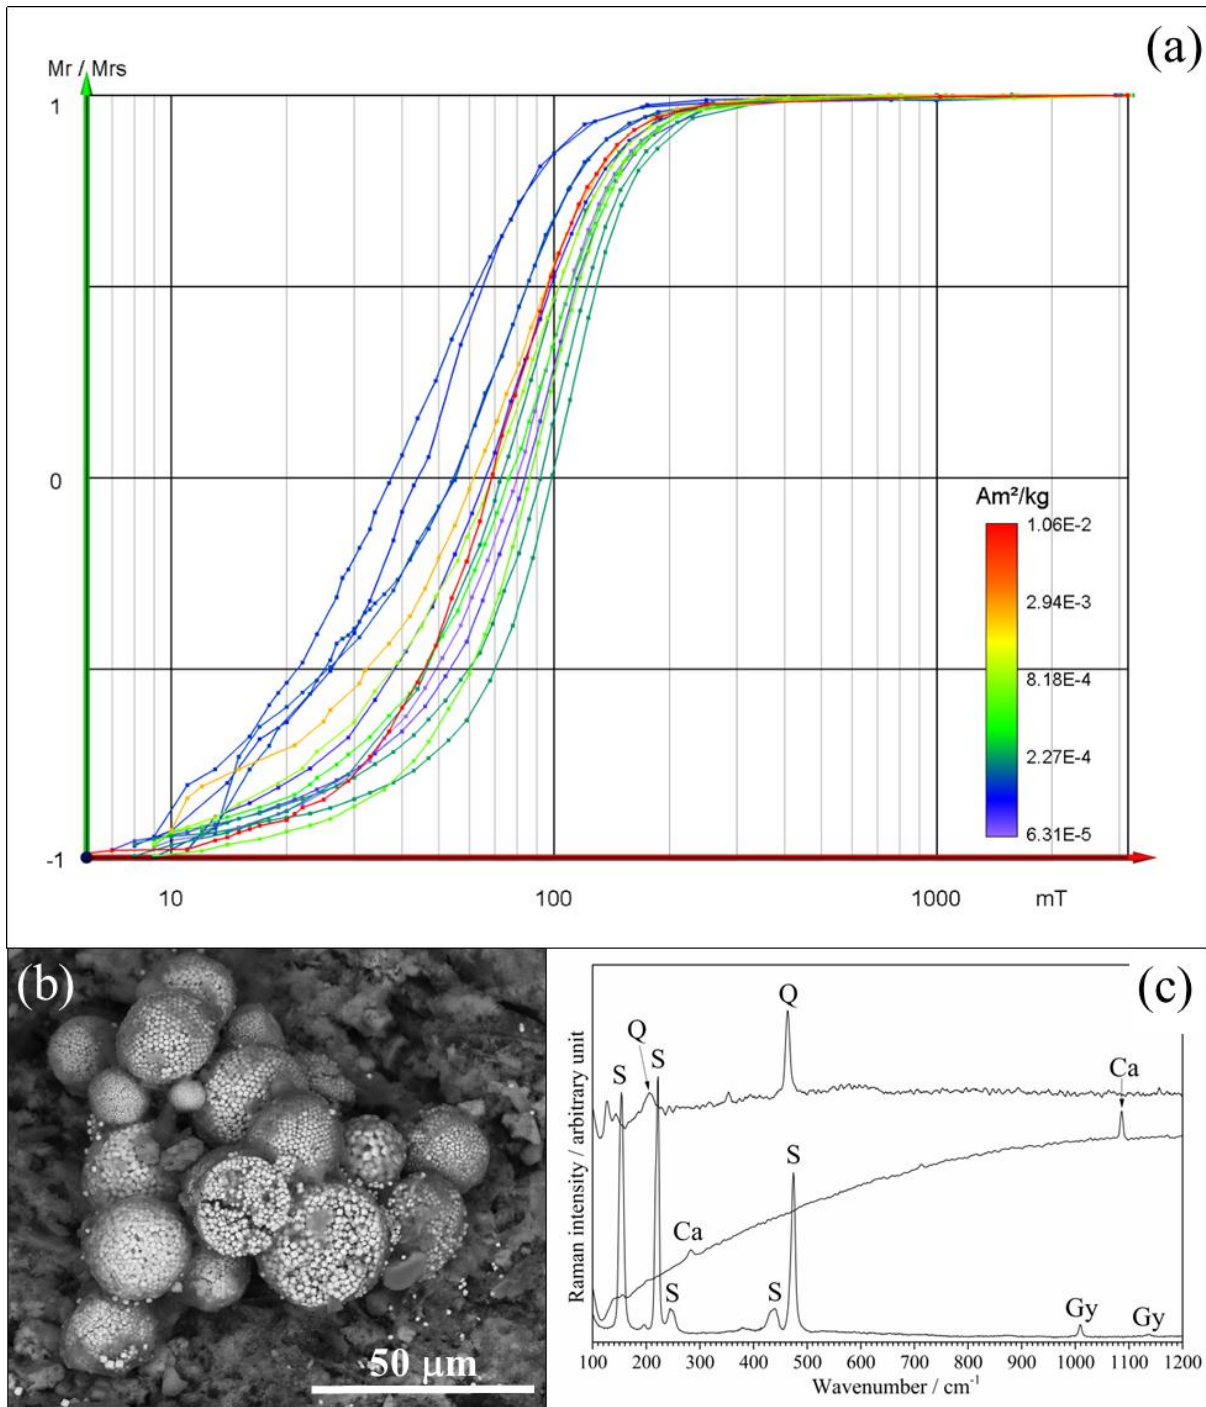 (a)
Mr / Mrs
1
0
-1
Am²/kg
1.06E-2
2.94E-3
8.18E-4
2.27E-4
6.31E-5
10 100 1000 mT
(b)
50 μm
(c)
Raman intensity / arbitrary unit
Q
Q
S S
Ca
S
Ca
S S
Gy Gy
100 200 300 400 500 600 700 800 900 1000 1100 1200
Wavenumber / cm⁻¹